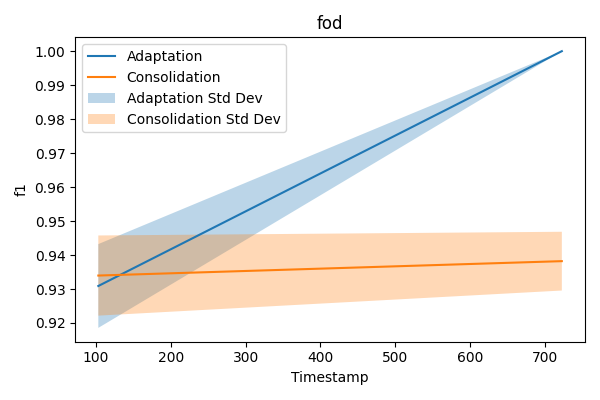 fod
Adaptation
Consolidation
Adaptation Std Dev
Consolidation Std Dev
f1
1.00
0.99
0.98
0.97
0.96
0.95
0.94
0.93
0.92
100 200 300 400 500 600 700
Timestamp